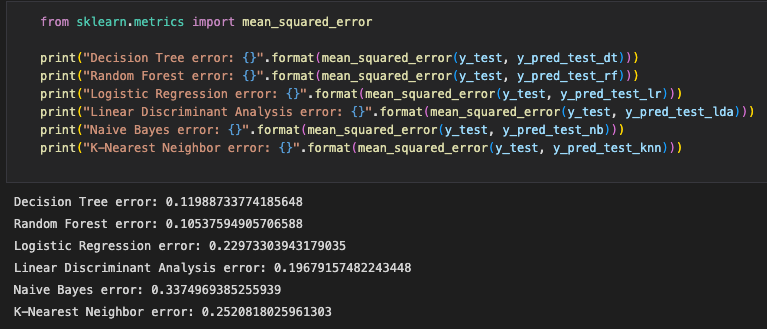 from sklearn.metrics import mean_squared_error
print("Decision Tree error: {}".format(mean_squared_error(y_test, y_pred_test_dt)))
print("Random Forest error: {}".format(mean_squared_error(y_test, y_pred_test_rf)))
print("Logistic Regression error: {}".format(mean_squared_error(y_test, y_pred_test_lr)))
print("Linear Discriminant Analysis error: {}".format(mean_squared_error(y_test, y_pred_test_lda)))
print("Naive Bayes error: {}".format(mean_squared_error(y_test, y_pred_test_nb)))
print("K-Nearest Neighbor error: {}".format(mean_squared_error(y_test, y_pred_test_knn)))
Decision Tree error: 0.11988733774185648
Random Forest error: 0.10537594905706588
Logistic Regression error: 0.22973303943179035
Linear Discriminant Analysis error: 0.19679157482243448
Naive Bayes error: 0.3374969385255939
K-Nearest Neighbor error: 0.2520818025961303